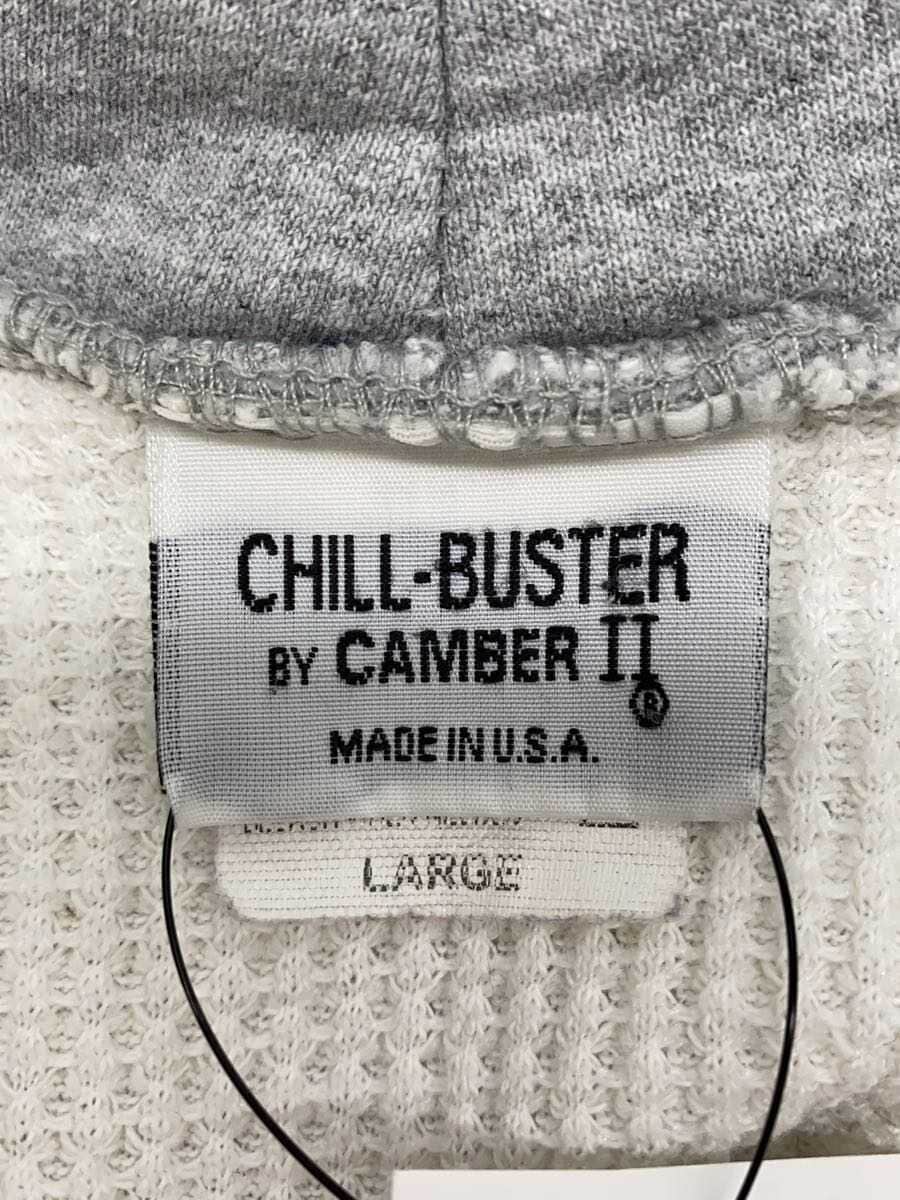 CHILL-BUSTER
BY CAMBER II®
MADE IN U.S.A.
LARGE